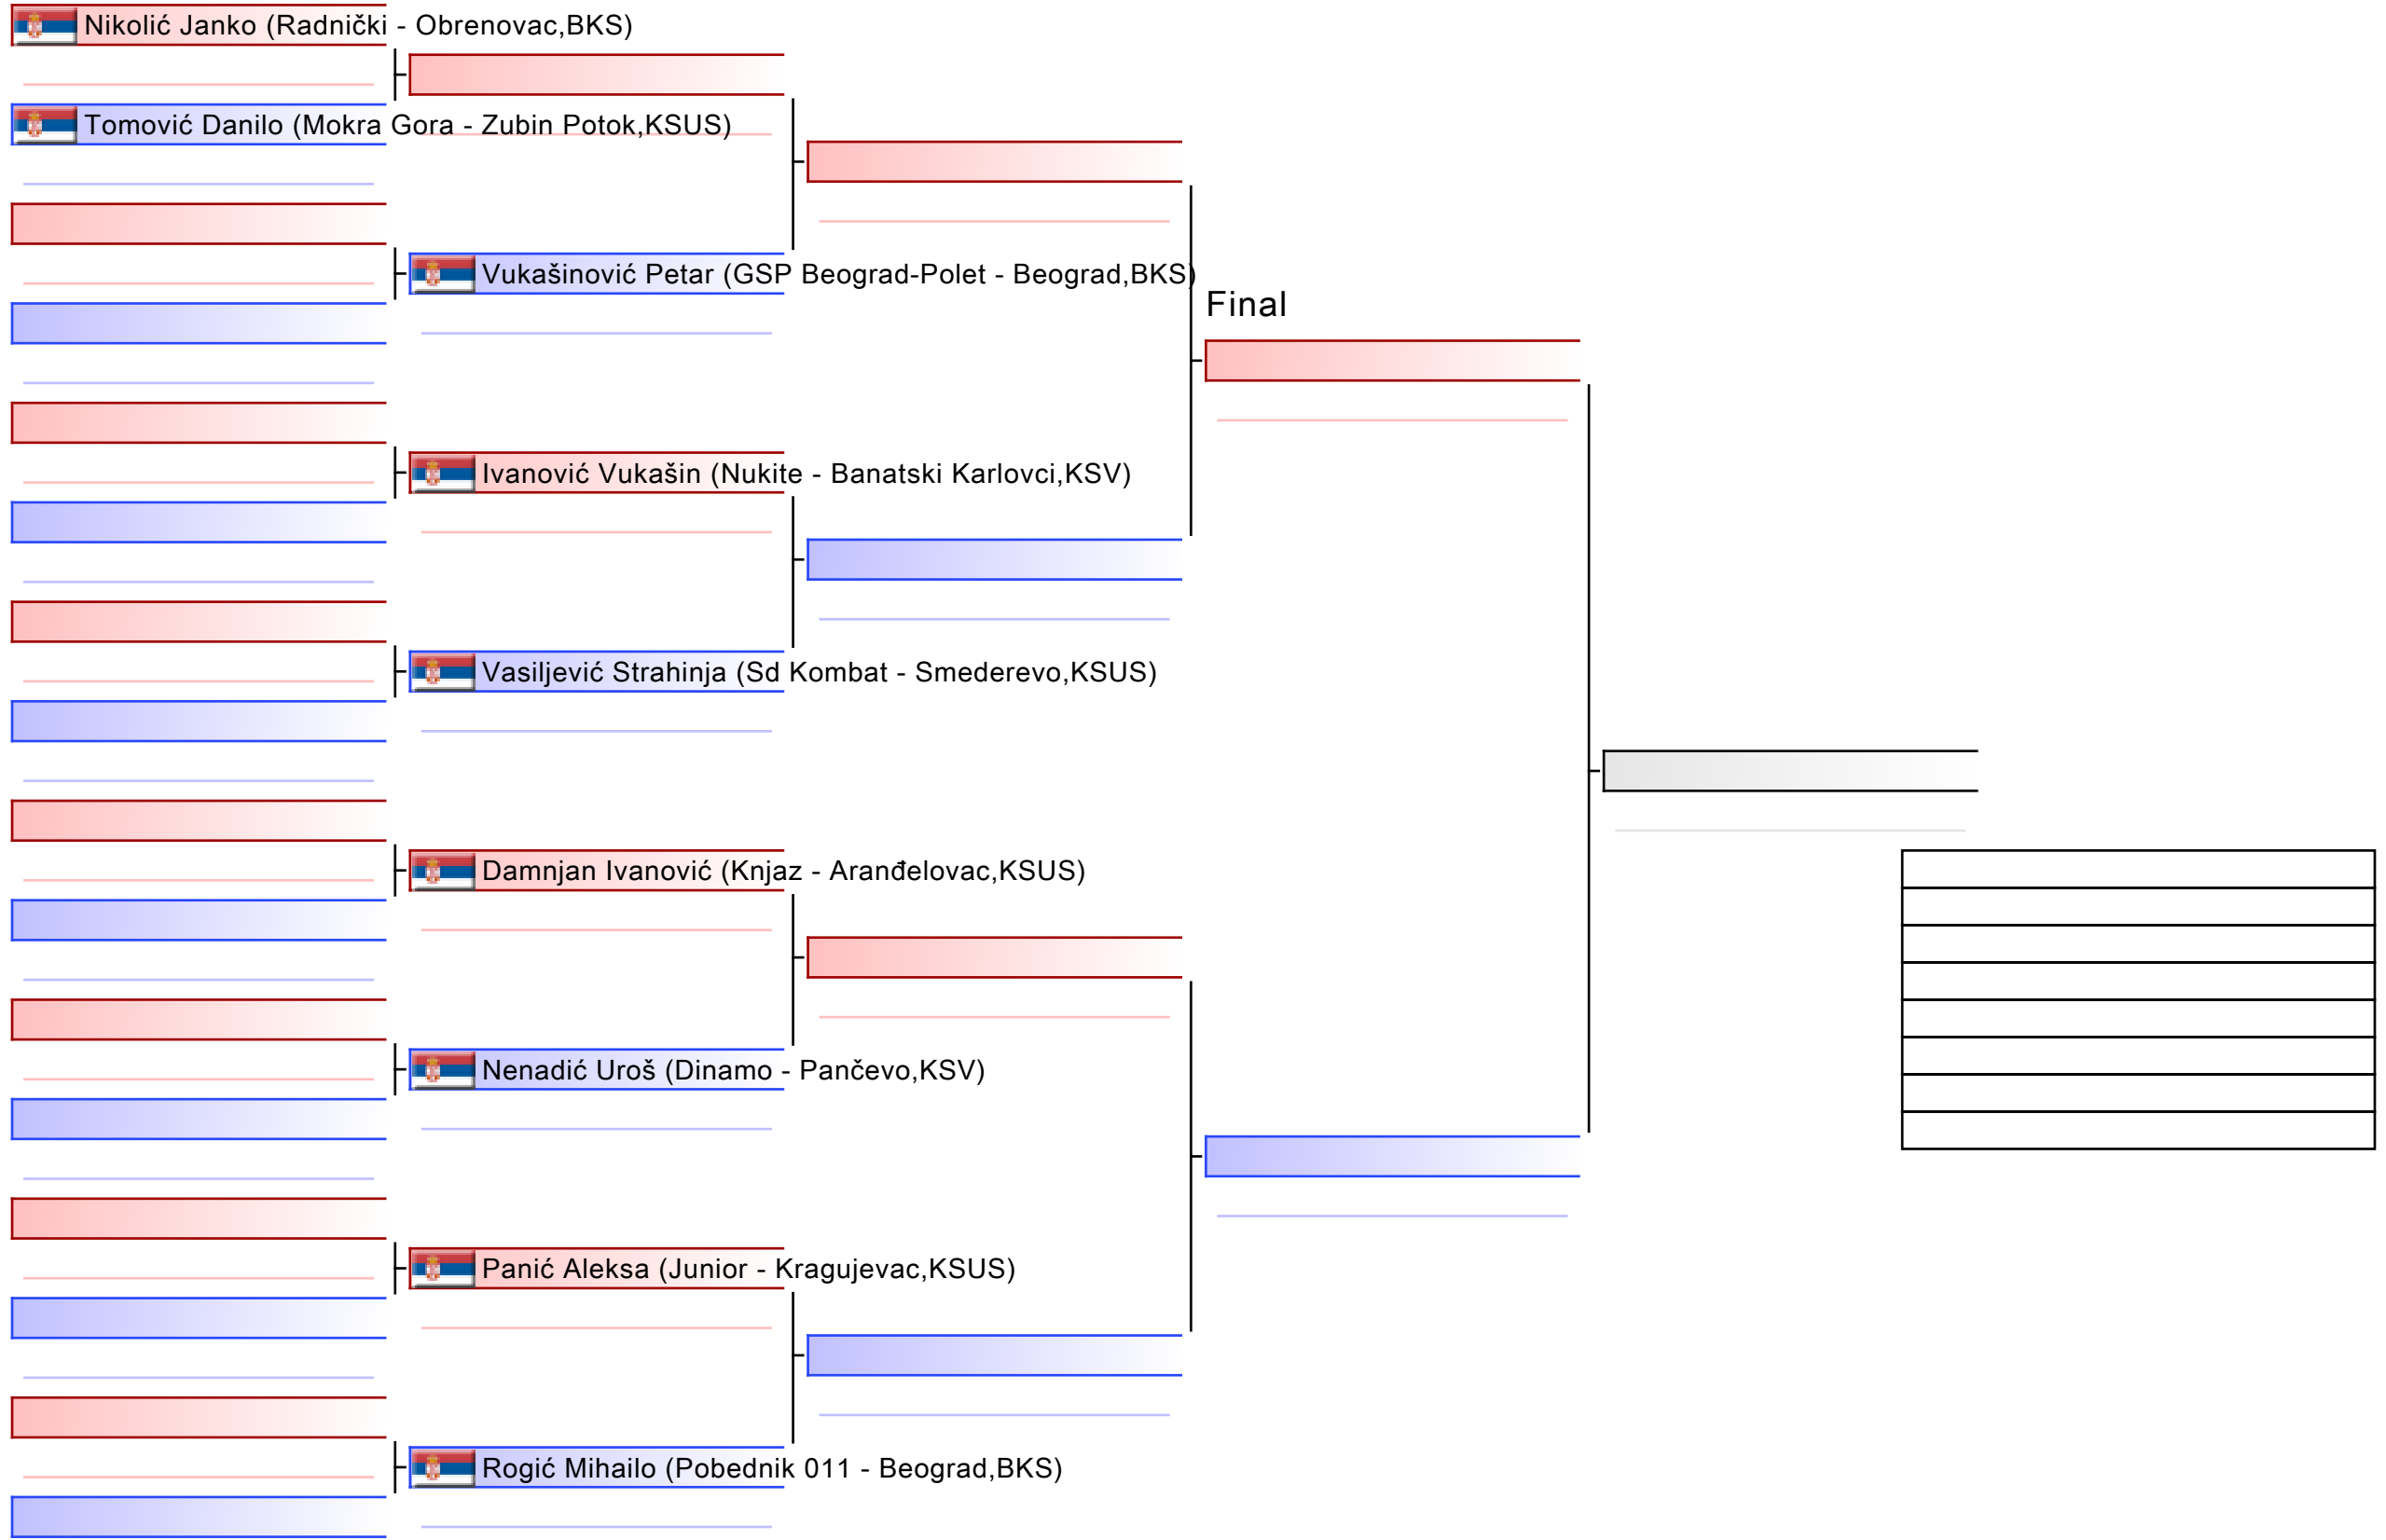 Nikolić Janko (Radnički - Obrenovac,BKS)
Tomović Danilo (Mokra Gora - Zubin Potok,KSUS)
Vukašinović Petar (GSP Beograd-Polet - Beograd,BKS)
Final
Ivanović Vukašin (Nukite - Banatski Karlovci,KSV)
Vasiljević Strahinja (Sd Kombat - Smederevo,KSUS)
Damnjan Ivanović (Knjaz - Aranđelovac,KSUS)
Nenadić Uroš (Dinamo - Pančevo,KSV)
Panić Aleksa (Junior - Kragujevac,KSUS)
Rogić Mihailo (Pobednik 011 - Beograd,BKS)